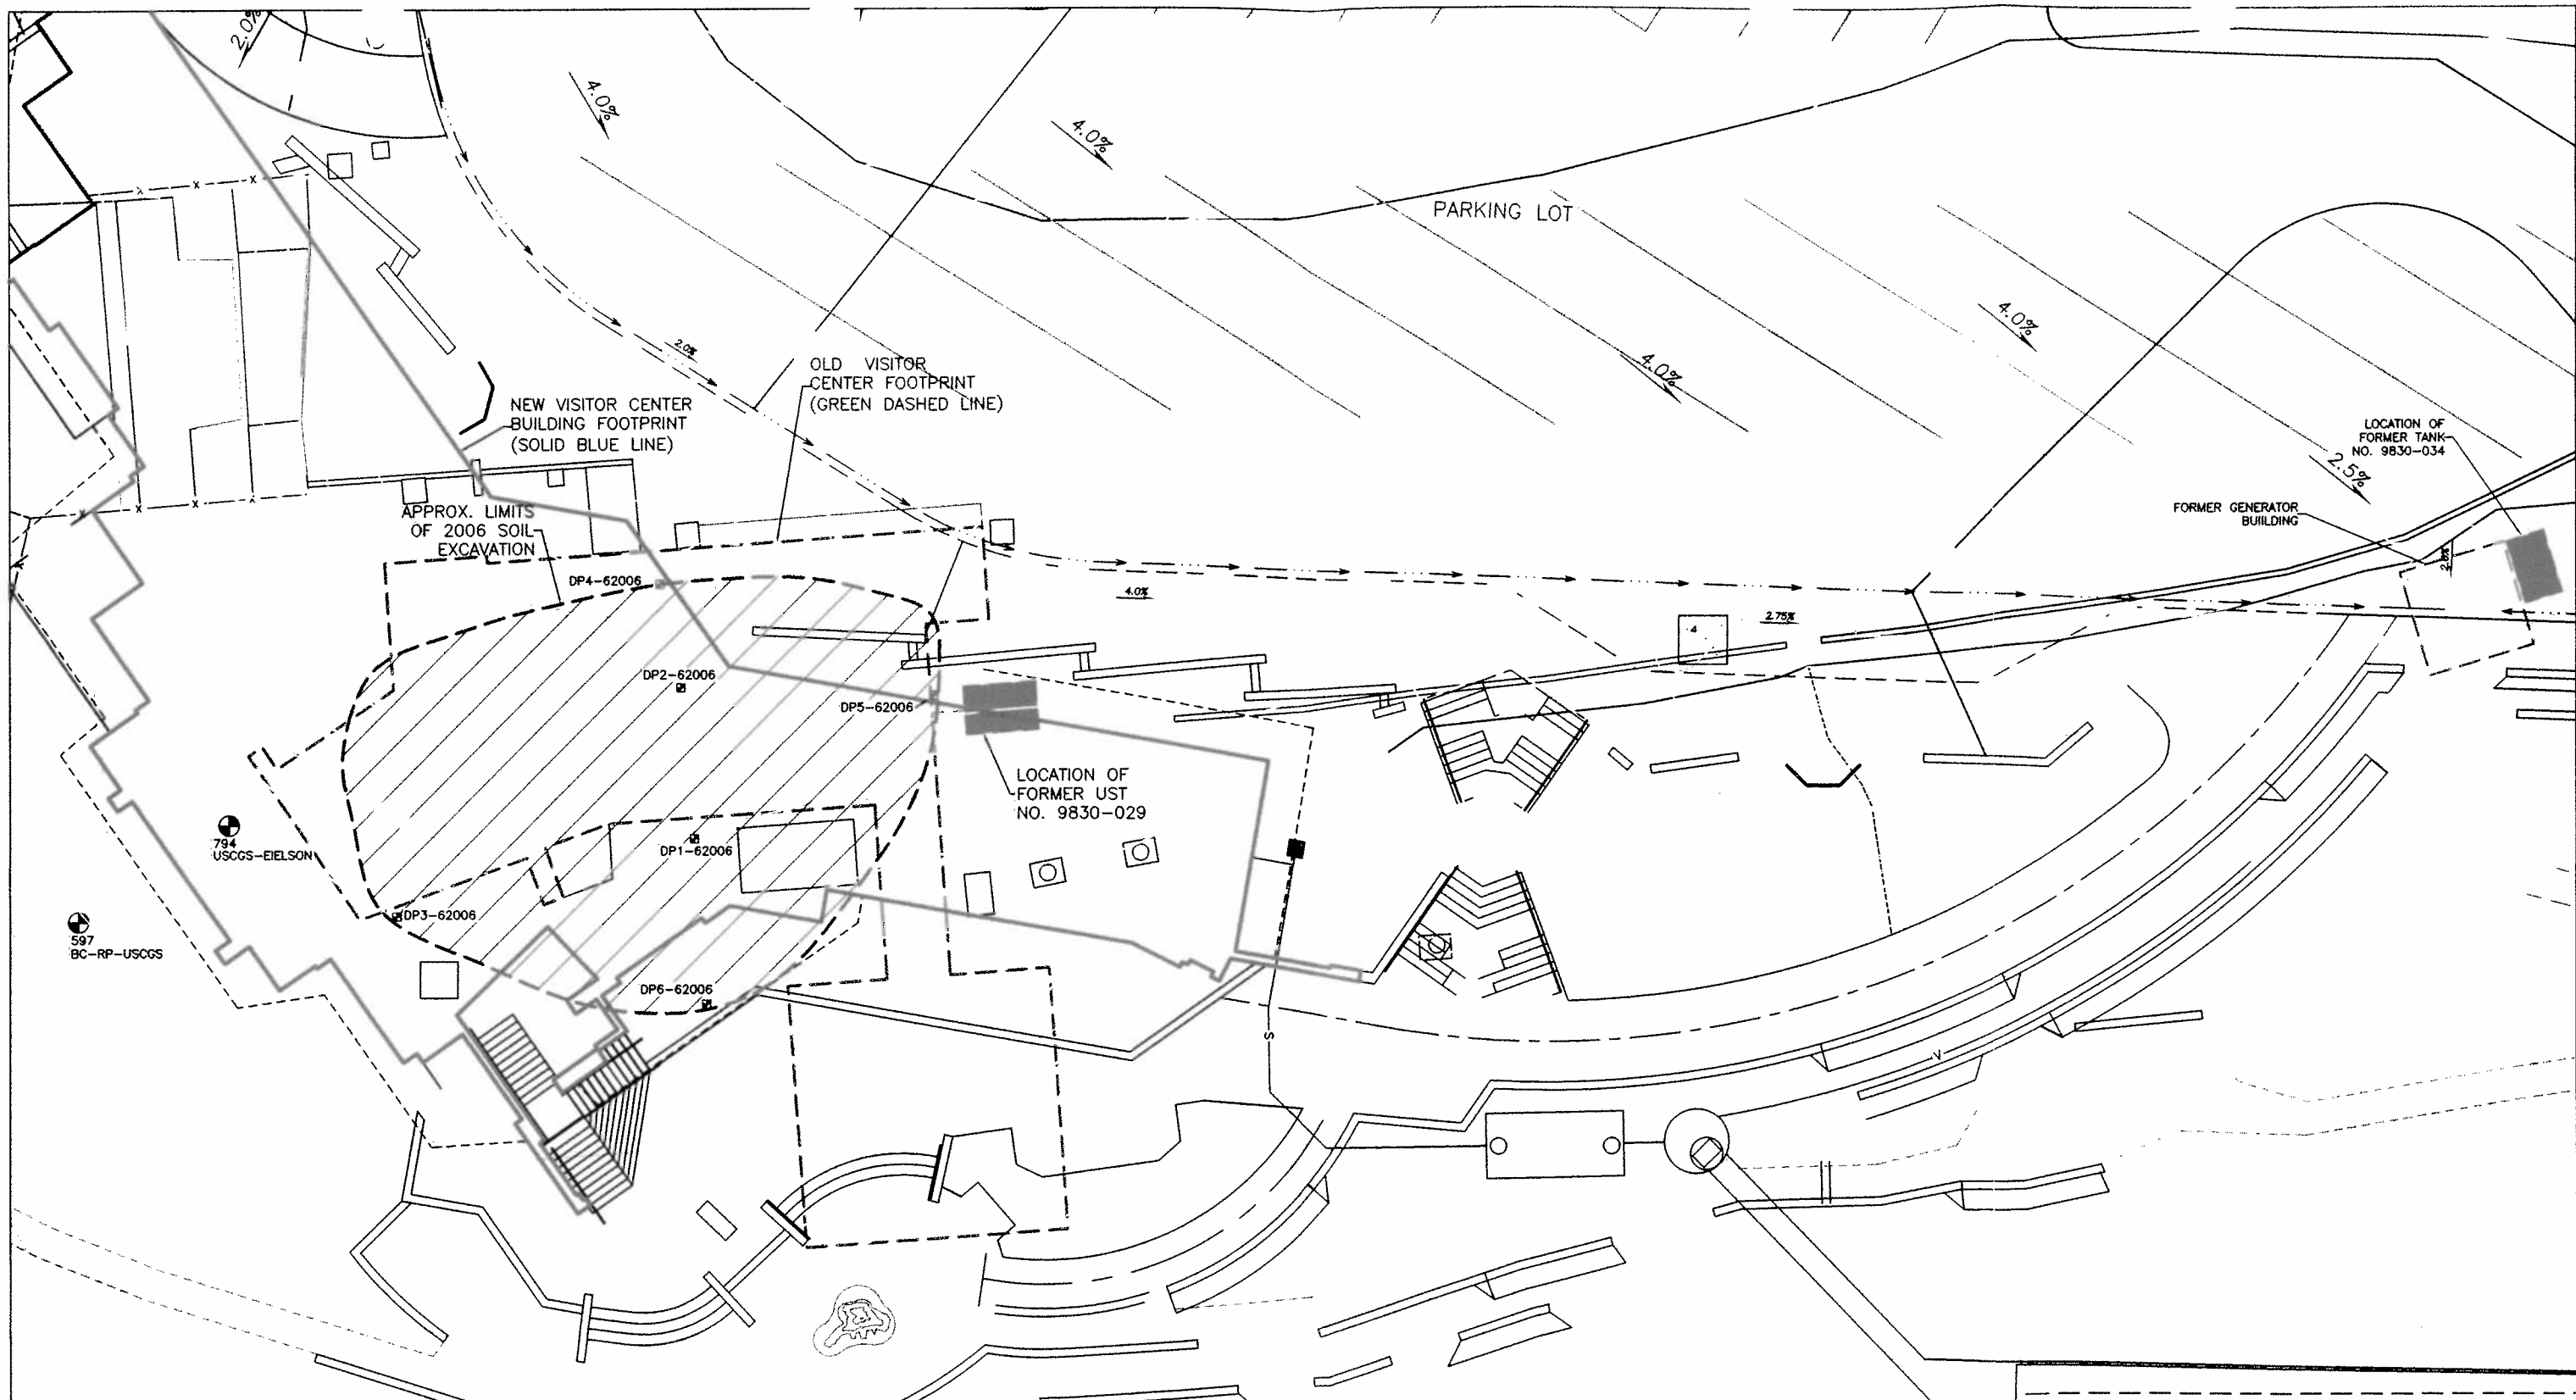 2.0%
4.0%
4.0%
PARKING LOT
4.0%
4.0%
2.0%
OLD VISITOR
CENTER FOOTPRINT
(GREEN DASHED LINE)
NEW VISITOR CENTER
BUILDING FOOTPRINT
(SOLID BLUE LINE)
LOCATION OF
FORMER TANK
NO. 9830-034
2.5%
FORMER GENERATOR
BUILDING
2.0%
APPROX. LIMITS
OF 2006 SOIL
EXCAVATION
DP4-62006
4.0%
2.75%
4
DP2-62006
DP5-62006
LOCATION OF
FORMER UST
NO. 9830-029
794
USCGS-EIELSON
DP1-62006
DP3-62006
597
BC-RP-USCGS
DP6-62006
S
V
X X X
X X X X